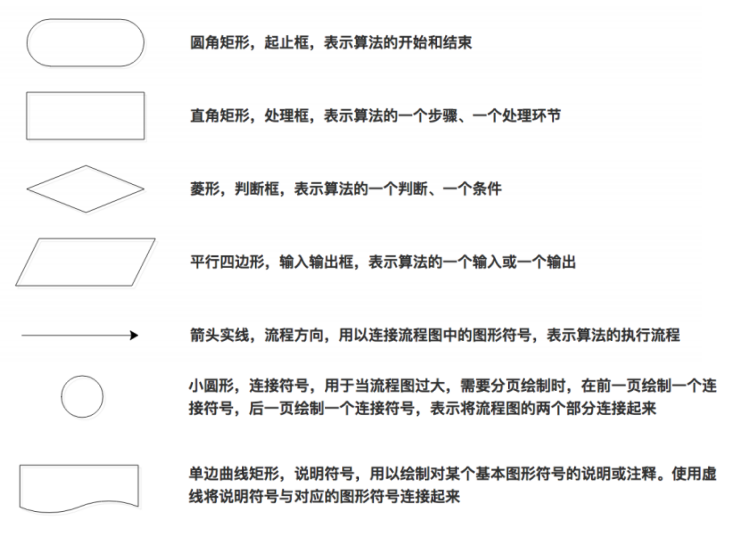 圆角矩形，起止框，表示算法的开始和结束
直角矩形，处理框，表示算法的一个步骤、一个处理环节
菱形，判断框，表示算法的一个判断、一个条件
平行四边形，输入输出框，表示算法的一个输入或一个输出
箭头实线，流程方向，用以连接流程图中的图形符号，表示算法的执行流程
小圆形，连接符号，用于当流程图过大，需要分页绘制时，在前一页绘制一个连
接符号，后一页绘制一个连接符号，表示将流程图的两个部分连接起来
单边曲线矩形，说明符号，用以绘制对某个基本图形符号的说明或注释。使用虚
线将说明符号与对应的图形符号连接起来